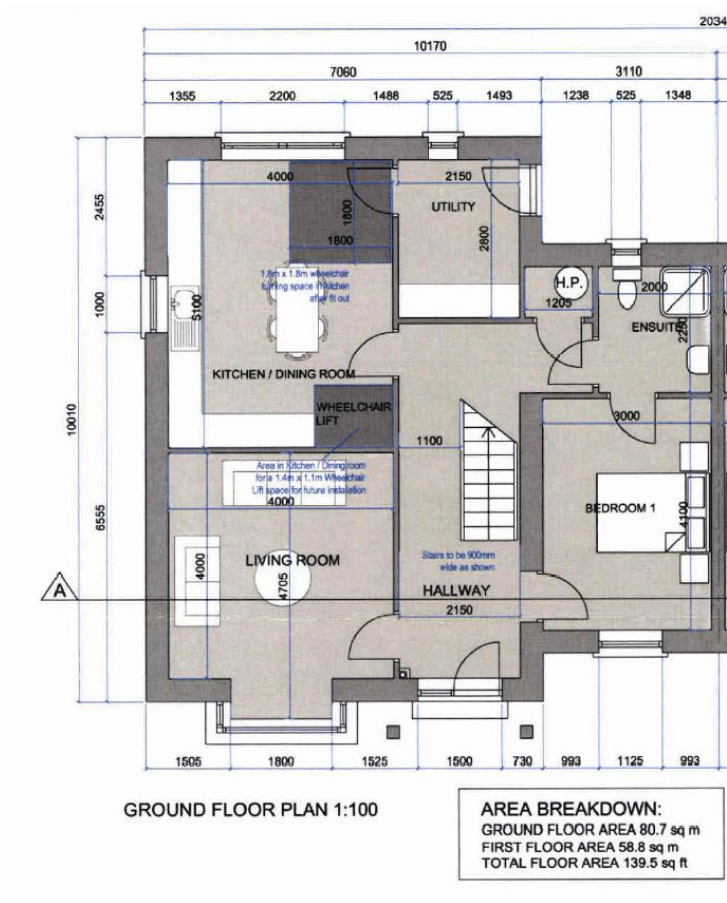 2034
10170
7060 3110
1355 2200 1488 525 1493 1238 525 1348
4000 2150
2455
UTILITY
1800
1800
2800
H.P.
1.8m x 1.8m wheelchair
turning space in kitchen
after fit out
1000
5100
1205
2000
ENSUITE
2250
KITCHEN / DINING ROOM
WHEELCHAIR
LIFT
3000
10010
1100
Area in Kitchen / Dining room
for a 1.4m x 1.1m Wheelchair
Lift space for future installation
4000
6555
BEDROOM 1
4100
LIVING ROOM
4000
4705
Stairs to be 900mm
wide as shown
A
HALLWAY
2150
1505 1800 1525 1500 730 993 1125 993
GROUND FLOOR PLAN 1:100
AREA BREAKDOWN:
GROUND FLOOR AREA 80.7 sq m
FIRST FLOOR AREA 58.8 sq m
TOTAL FLOOR AREA 139.5 sq ft